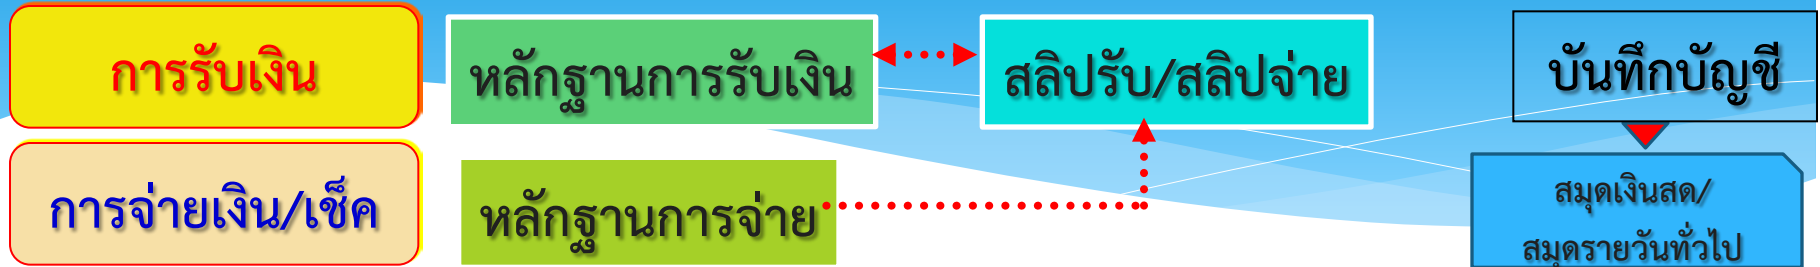 การรับเงิน
หลักฐานการรับเงิน
สลิปรับ/สลิปจ่าย
บันทึกบัญชี
การจ่ายเงิน/เช็ค
หลักฐานการจ่าย
สมุดเงินสด/
สมุดรายวันทั่วไป